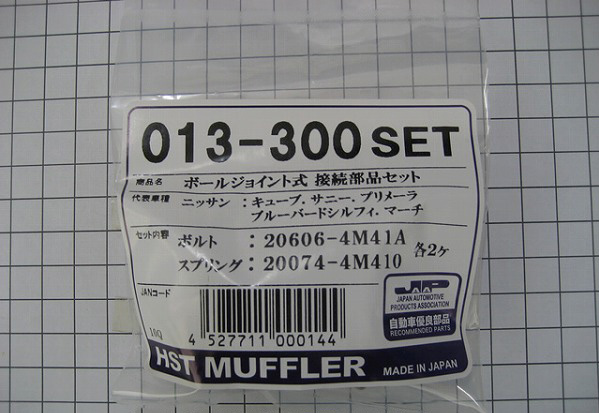 013-300 SET
商品名 ボールジョイント式 接続部品セット
代表車種 ニッサン : キューブ. サニー. プリメーラ
ブルーバードシルフィ. マーチ
セット内容 ボルト : 20606-4M41A 各2ヶ
スプリング : 20074-4M410
JANコード
JAP
JAPAN AUTOMOTIVE
PRODUCTS ASSOCIATION
自動車優良部品
RECOMMENDED PARTS
4 527711 000144
HST MUFFLER MADE IN JAPAN